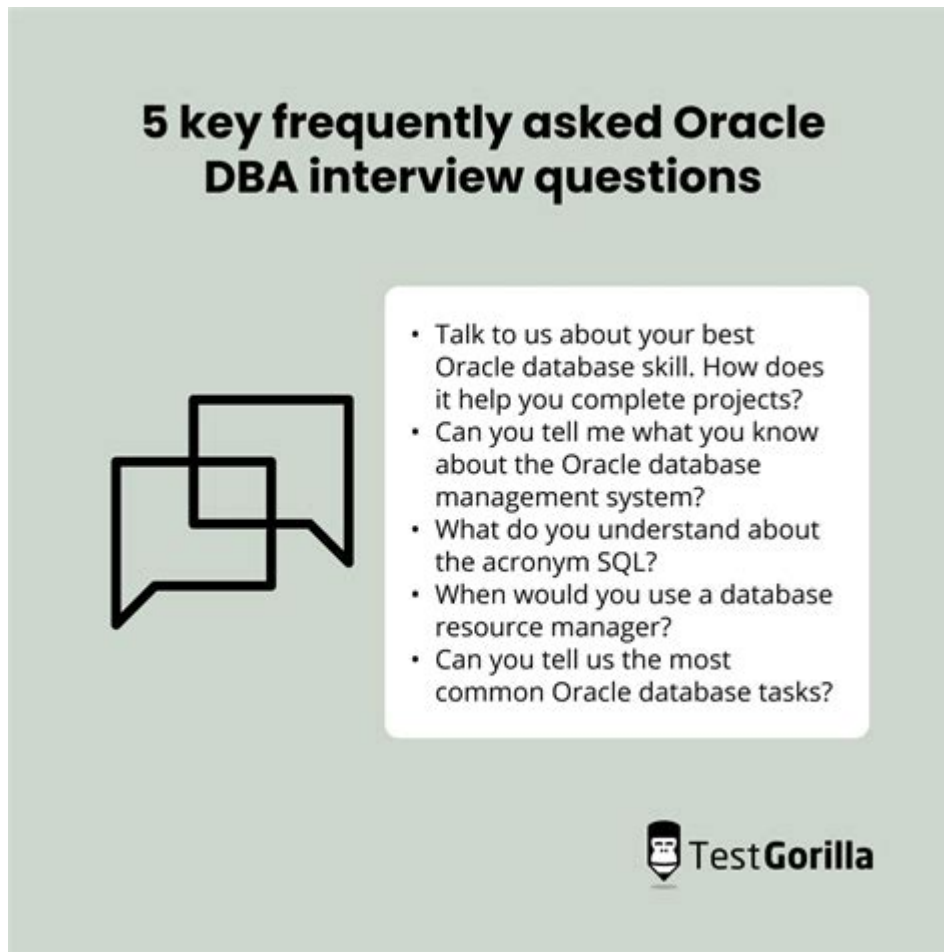 5 key frequently asked Oracle
DBA interview questions
• Talk to us about your best
Oracle database skill. How does
it help you complete projects?
• Can you tell me what you know
about the Oracle database
management system?
• What do you understand about
the acronym SQL?
• When would you use a database
resource manager?
• Can you tell us the most
common Oracle database tasks?
TestGorilla